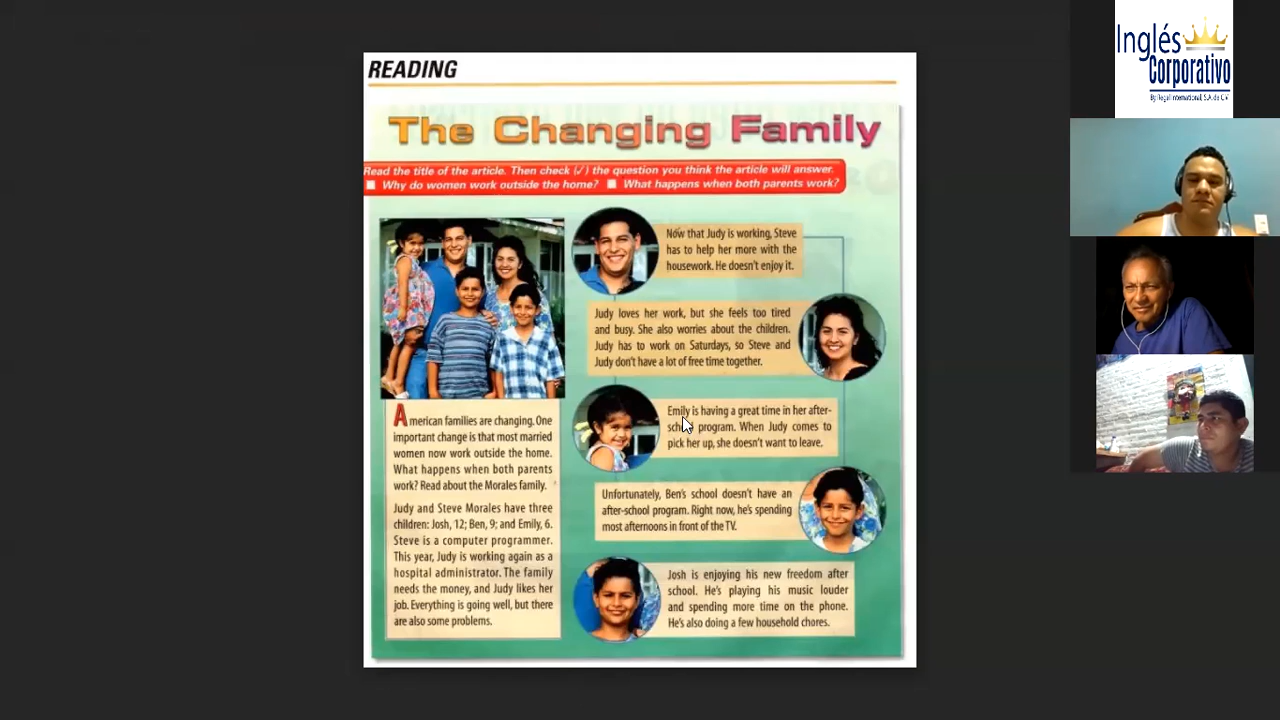 READING
The Changing Family
Read the title of the article. Then check (✓) the question you think the article will answer.
Why do women work outside the home? What happens when both parents work?
American families are changing. One
important change is that most married
women now work outside the home.
What happens when both parents
work? Read about the Morales family.
Judy and Steve Morales have three
children: Josh, 12; Ben, 9; and Emily, 6.
Steve is a computer programmer.
This year, Judy is working again as a
hospital administrator. The family
needs the money, and Judy likes her
job. Everything is going well, but there
are also some problems.
Now that Judy is working, Steve
has to help her more with the
housework. He doesn't enjoy it.
Judy loves her work, but she feels too tired
and busy. She also worries about the children.
Judy has to work on Saturdays, so Steve and
Judy don't have a lot of free time together.
Emily is having a great time in her after-
school program. When Judy comes to
pick her up, she doesn't want to leave.
Unfortunately, Ben's school doesn't have an
after-school program. Right now, he's spending
most afternoons in front of the TV.
Josh is enjoying his new freedom after
school. He's playing his music louder
and spending more time on the phone.
He's also doing a few household chores.
Inglés
Corporativo
By Regal International, S.A. de C.V.